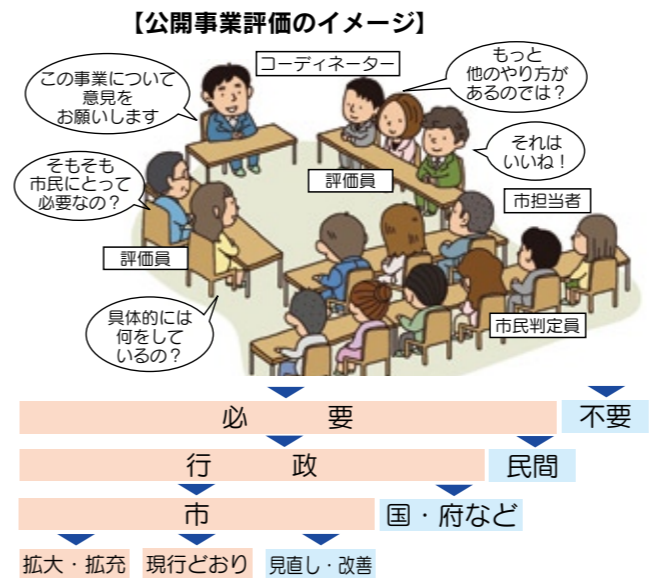 【公開事業評価のイメージ】
コーディネーター
この事業について
意見を
お願いします
もっと
他のやり方が
あるのでは？
それは
いいね！
そもそも
市民にとって
必要なの？
評価員
市担当者
評価員
具体的には
何をして
いるの？
市民判定員
必要
不要
行政
民間
市
国・府など
拡大・拡充
現行どおり
見直し・改善